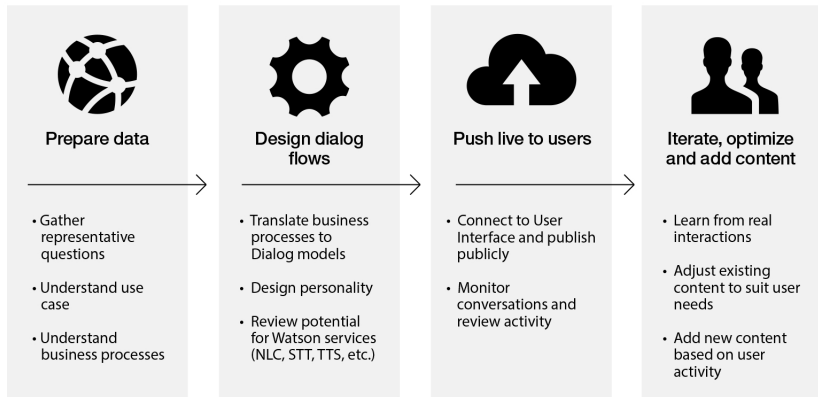 Prepare data
• Gather
representative
questions
• Understand use
case
• Understand
business processes
Design dialog
flows
• Translate business
processes to
Dialog models
• Design personality
• Review potential
for Watson services
(NLC, STT, TTS, etc.)
Push live to users
• Connect to User
Interface and publish
publicly
• Monitor
conversations and
review activity
Iterate, optimize
and add content
• Learn from real
interactions
• Adjust existing
content to suit user
needs
• Add new content
based on user
activity